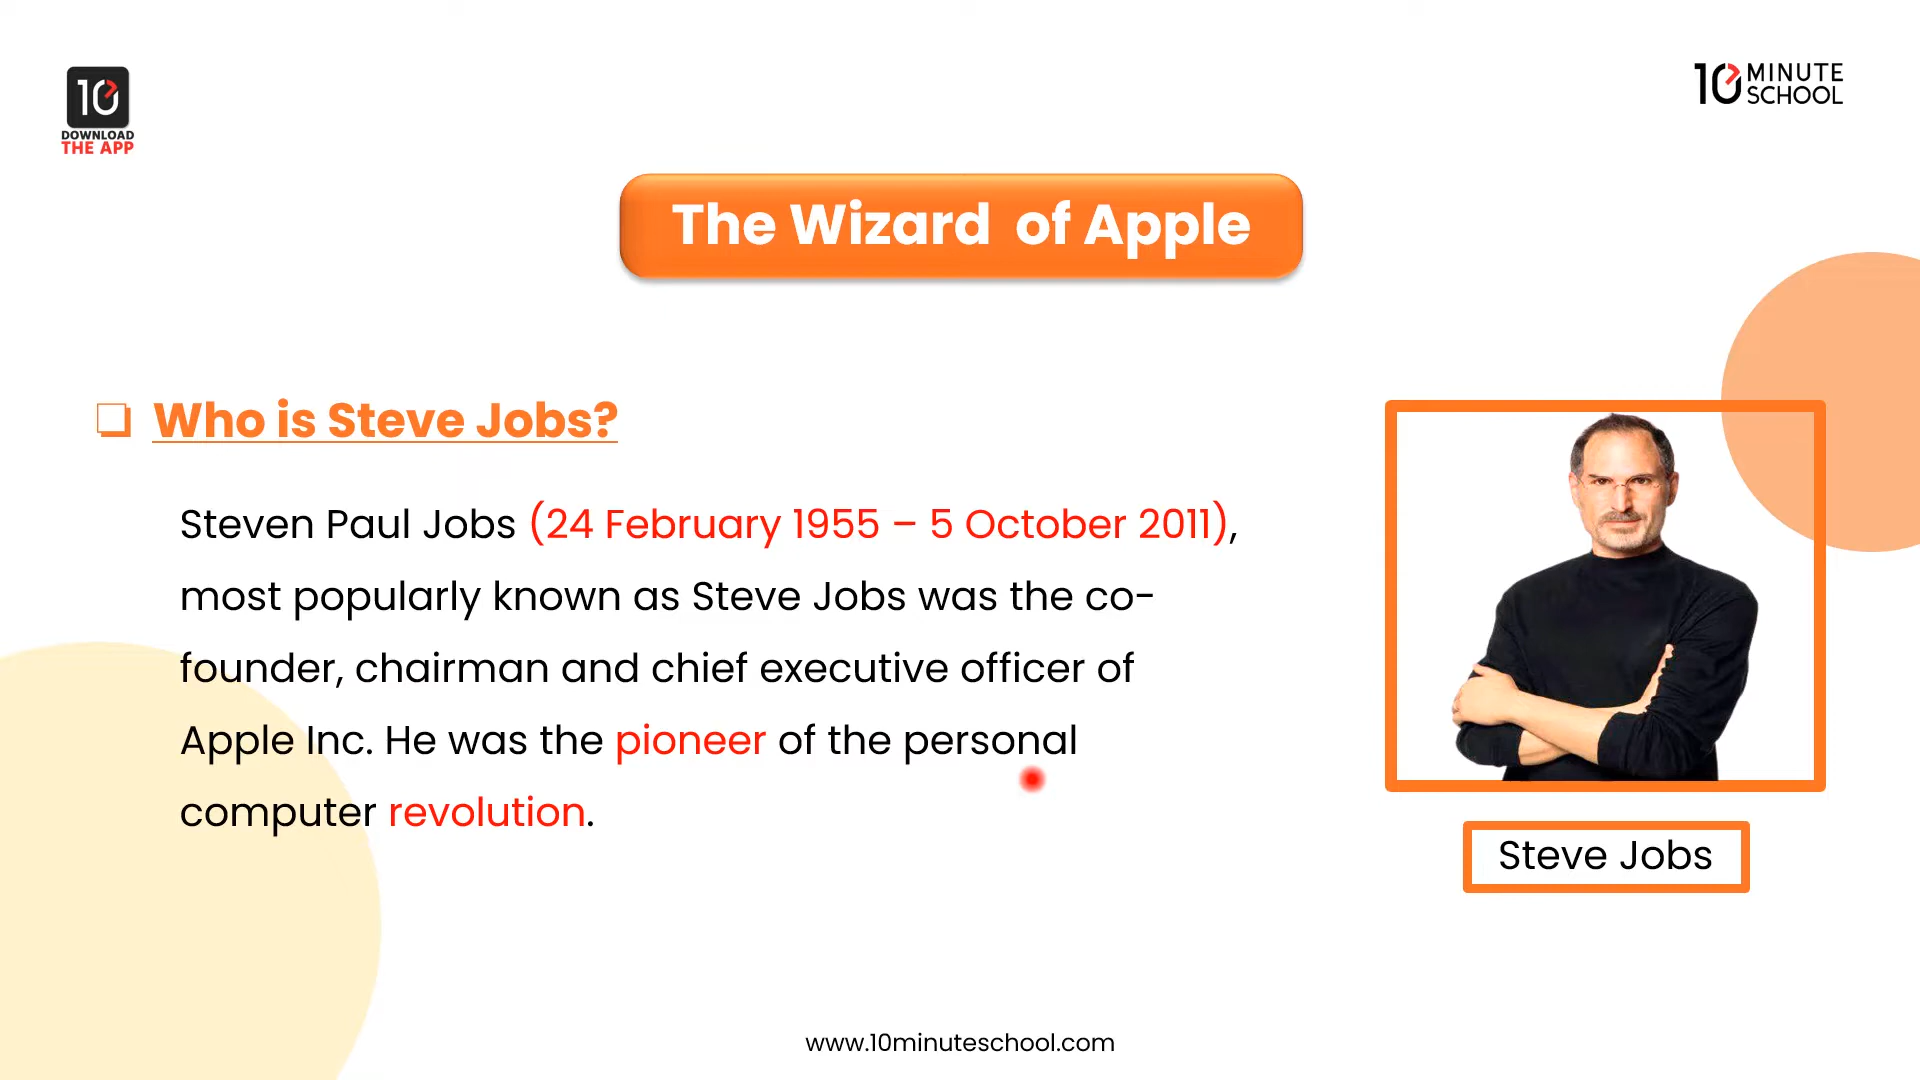 10
DOWNLOAD
THE APP
10 MINUTE
SCHOOL
The Wizard of Apple
Who is Steve Jobs?
Steven Paul Jobs (24 February 1955 – 5 October 2011),
most popularly known as Steve Jobs was the co-
founder, chairman and chief executive officer of
Apple Inc. He was the pioneer of the personal
computer revolution.
Steve Jobs
www.10minuteschool.com